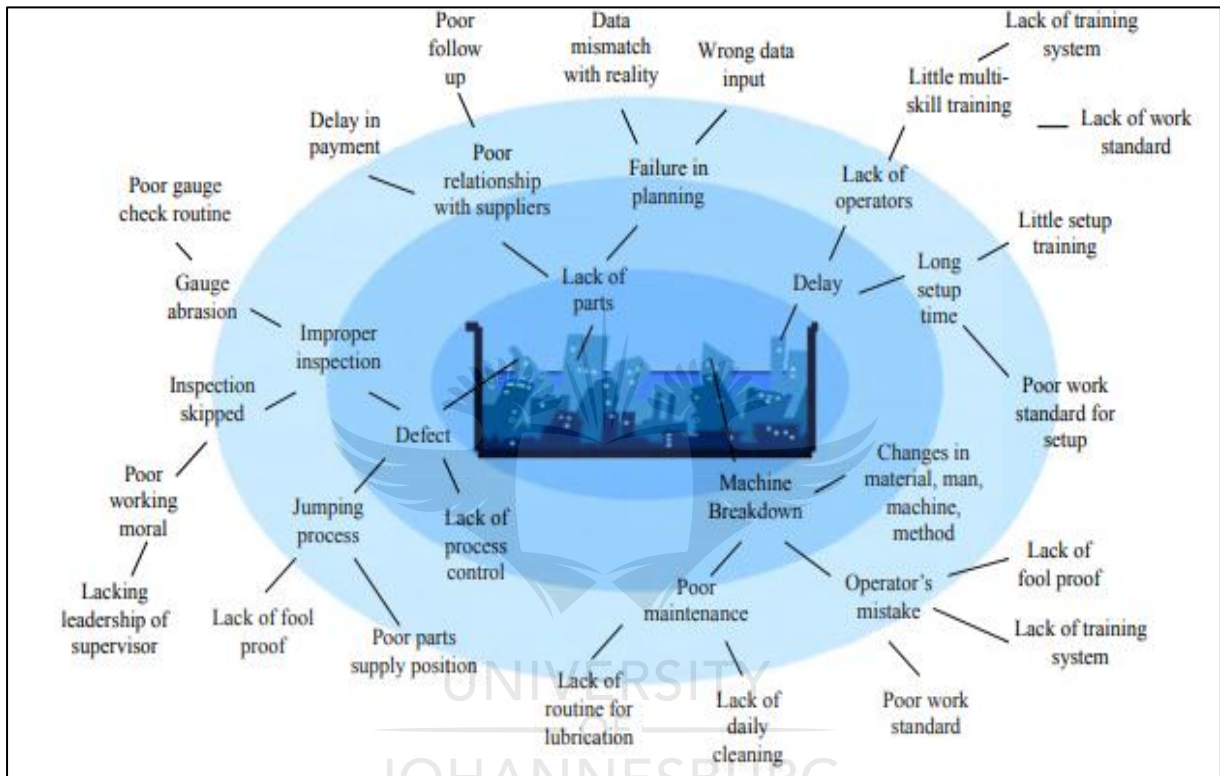 Poor
follow
up
Data
mismatch
with reality
Wrong data
input
Lack of training
system
Little multi-
skill training
Lack of work
standard
Delay in
payment
Poor
relationship
with suppliers
Failure in
planning
Lack of
operators
Poor gauge
check routine
Little setup
training
Gauge
abrasion
Lack of
parts
Delay
Long
setup
time
Improper
inspection
Inspection
skipped
Poor work
standard for
setup
Defect
Changes in
material, man,
machine,
method
Machine
Breakdown
Poor
working
moral
Jumping
process
Lack of
process
control
Lack of
fool proof
Lacking
leadership of
supervisor
Lack of fool
proof
Poor parts
supply position
Poor
maintenance
Operator's
mistake
Lack of training
system
Lack of
routine for
lubrication
Lack of
daily
cleaning
Poor work
standard
UNIVERSITY
OF
JOHANNESBURG